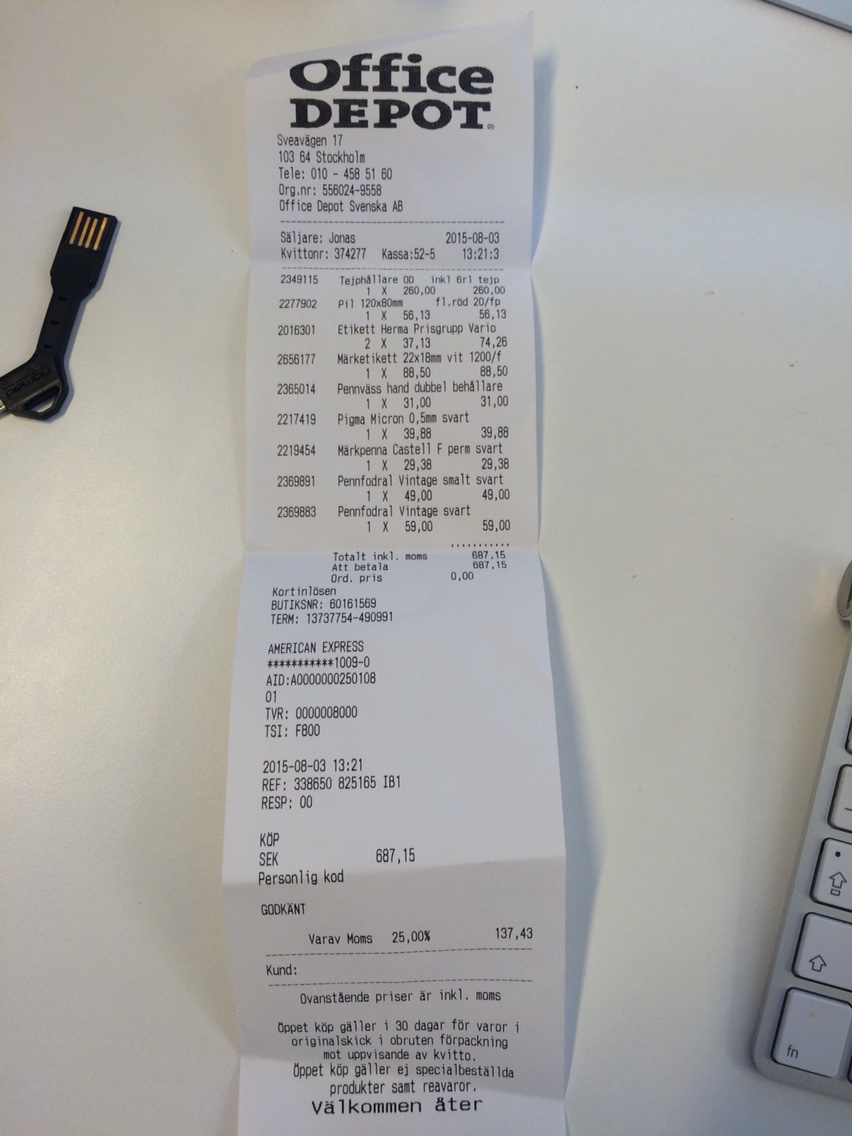 Office
DEPOT®
Sveavägen 17
103 64 Stockholm
Tele: 010 - 458 51 60
Org.nr: 556024-9558
Office Depot Svenska AB
Säljare: Jonas 2015-08-03
Kvittonr: 374277 Kassa:52-5 13:21:3
2349115 Tejphållare OD inkl 6rl tejp
1 X 260,00 260,00
2277902 Pil 120x80mm fl.röd 20/fp
1 X 56,13 56,13
2016301 Etikett Herma Prisgrupp Vario
2 X 37,13 74,26
2656177 Märketikett 22x18mm vit 1200/f
1 X 88,50 88,50
2365014 Pennväss hand dubbel behållare
1 X 31,00 31,00
2217419 Pigma Micron 0,5mm svart
1 X 39,88 39,88
2219454 Märkpenna Castell F perm svart
1 X 29,38 29,38
2369891 Pennfodral Vintage smalt svart
1 X 49,00 49,00
2369883 Pennfodral Vintage svart
1 X 59,00 59,00
Totalt inkl. moms 687,15
Att betala 687,15
Ord. pris 0,00
Kortinlösen
BUTIKSNR: 60161569
TERM: 13737754-490991
AMERICAN EXPRESS
***********1009-0
AID:A0000000250108
01
TVR: 0000008000
TSI: F800
2015-08-03 13:21
REF: 338650 825165 IB1
RESP: 00
KÖP
SEK 687,15
Personlig kod
GODKÄNT
Varav Moms 25,00% 137,43
Kund:
Ovanstående priser är inkl. moms
Öppet köp gäller i 30 dagar för varor i
originalskick i obruten förpackning
mot uppvisande av kvitto.
Öppet köp gäller ej specialbeställda
produkter samt reavaror.
Välkommen åter
fn